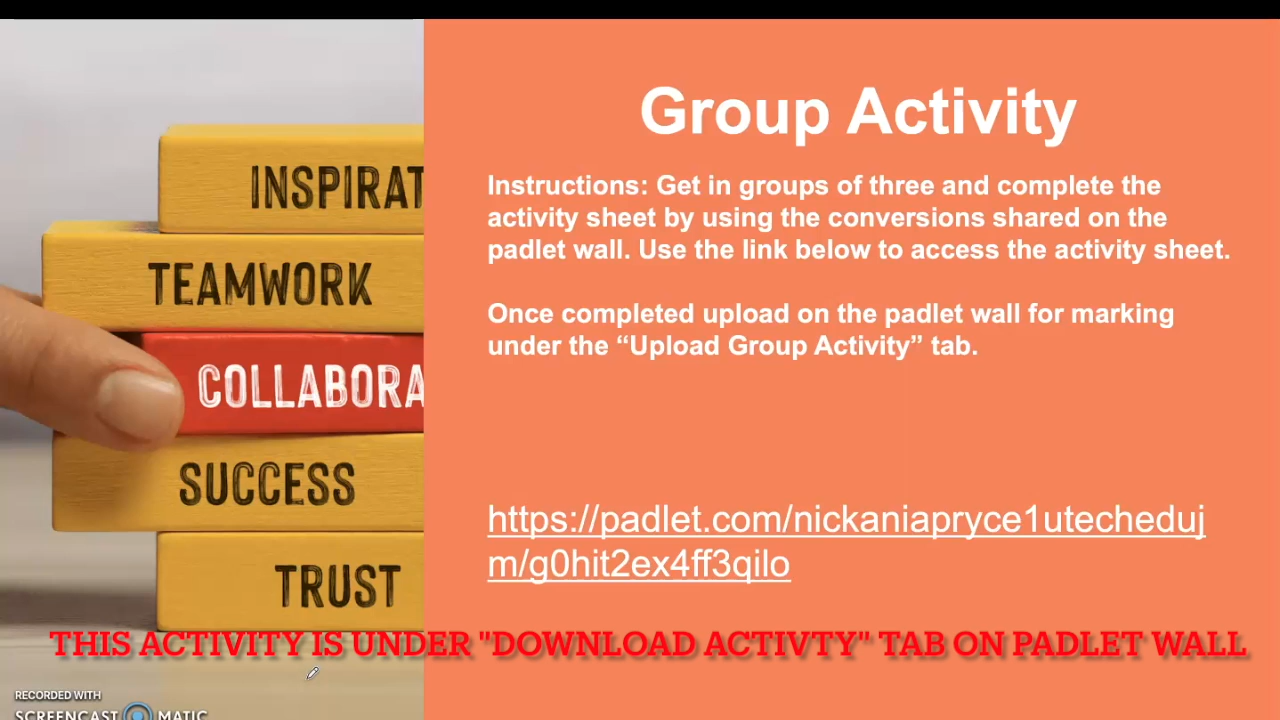 Group Activity
Instructions: Get in groups of three and complete the
activity sheet by using the conversions shared on the
padlet wall. Use the link below to access the activity sheet.
Once completed upload on the padlet wall for marking
under the “Upload Group Activity” tab.
https://padlet.com/nickaniapryce1utecheduj
m/g0hit2ex4ff3qilo
INSPIRAT
TEAMWORK
COLLABORA
SUCCESS
TRUST
THIS ACTIVITY IS UNDER "DOWNLOAD ACTIVTY" TAB ON PADLET WALL
RECORDED WITH
SCREENCAST MATIC